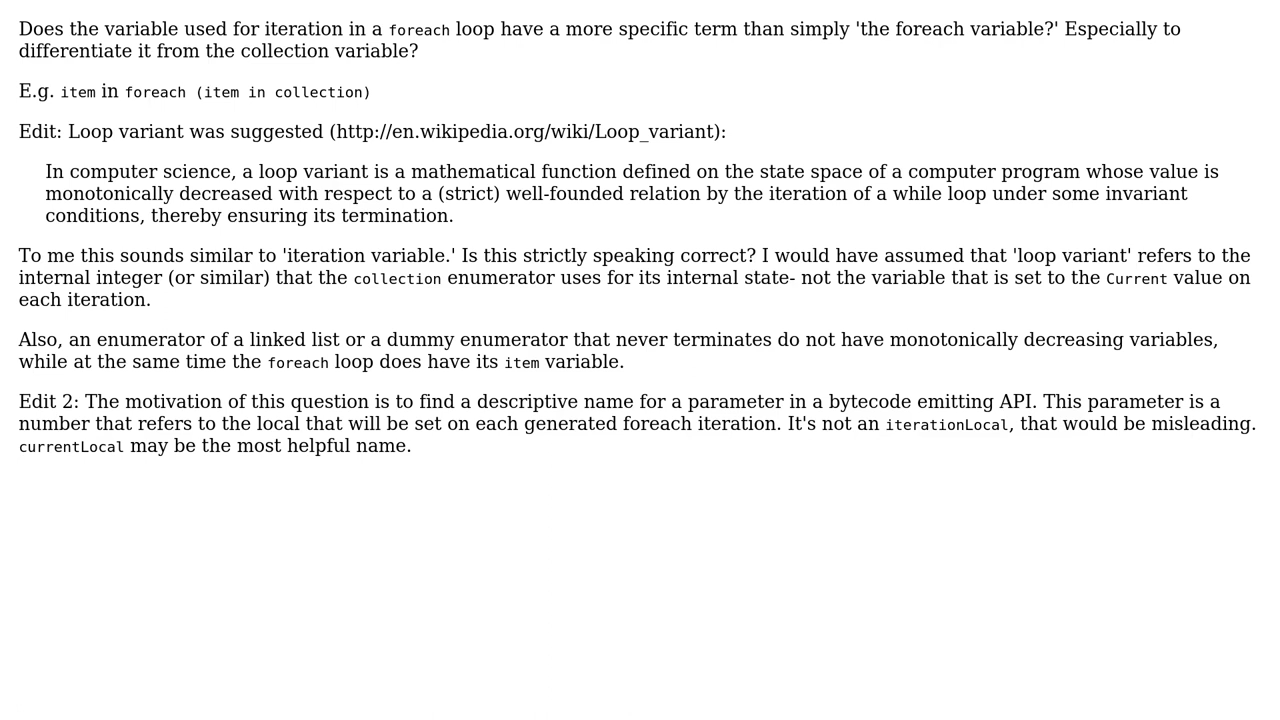 Does the variable used for iteration in a foreach loop have a more specific term than simply 'the foreach variable?' Especially to
differentiate it from the collection variable?
E.g. item in foreach (item in collection)
Edit: Loop variant was suggested (http://en.wikipedia.org/wiki/Loop_variant):
In computer science, a loop variant is a mathematical function defined on the state space of a computer program whose value is
monotonically decreased with respect to a (strict) well-founded relation by the iteration of a while loop under some invariant
conditions, thereby ensuring its termination.
To me this sounds similar to 'iteration variable.' Is this strictly speaking correct? I would have assumed that 'loop variant' refers to the
internal integer (or similar) that the collection enumerator uses for its internal state- not the variable that is set to the Current value on
each iteration.
Also, an enumerator of a linked list or a dummy enumerator that never terminates do not have monotonically decreasing variables,
while at the same time the foreach loop does have its item variable.
Edit 2: The motivation of this question is to find a descriptive name for a parameter in a bytecode emitting API. This parameter is a
number that refers to the local that will be set on each generated foreach iteration. It's not an iterationLocal, that would be misleading.
currentLocal may be the most helpful name.